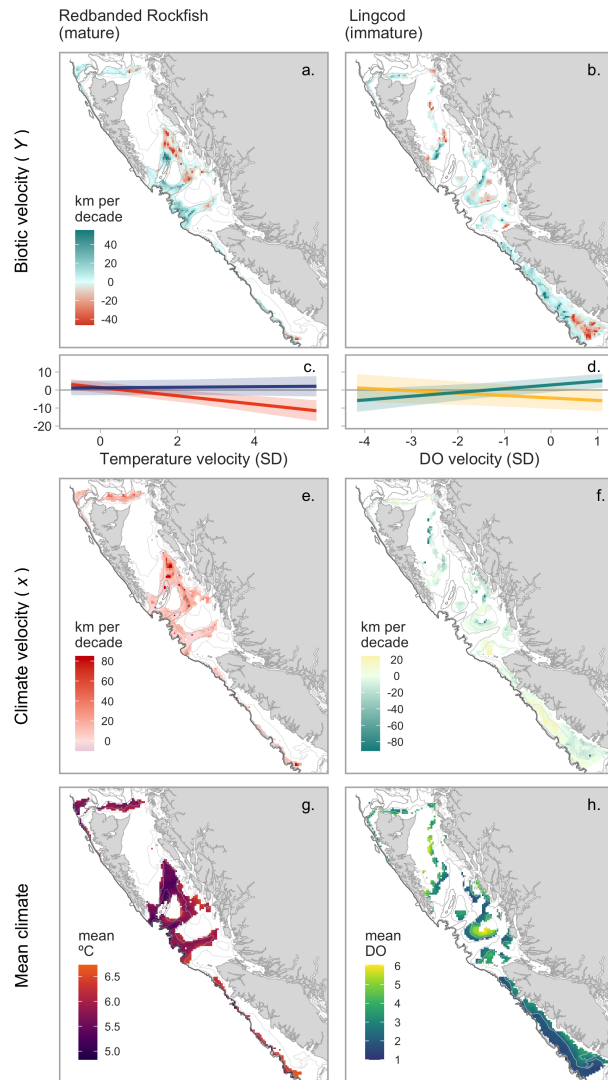 Redbanded Rockfish
(mature)
Lingcod
(immature)
Biotic velocity ( Y )
a.
km per
decade
40
20
0
-20
-40
b.
10
0
-10
-20
c.
d.
0
2
4
-4
-3
-2
-1
0
1
Temperature velocity (SD)
DO velocity (SD)
Climate velocity ( x )
e.
km per
decade
80
60
40
20
0
f.
km per
decade
20
0
-20
-40
-60
-80
Mean climate
g.
mean
ºC
6.5
6.0
5.5
5.0
h.
mean
DO
6
5
4
3
2
1